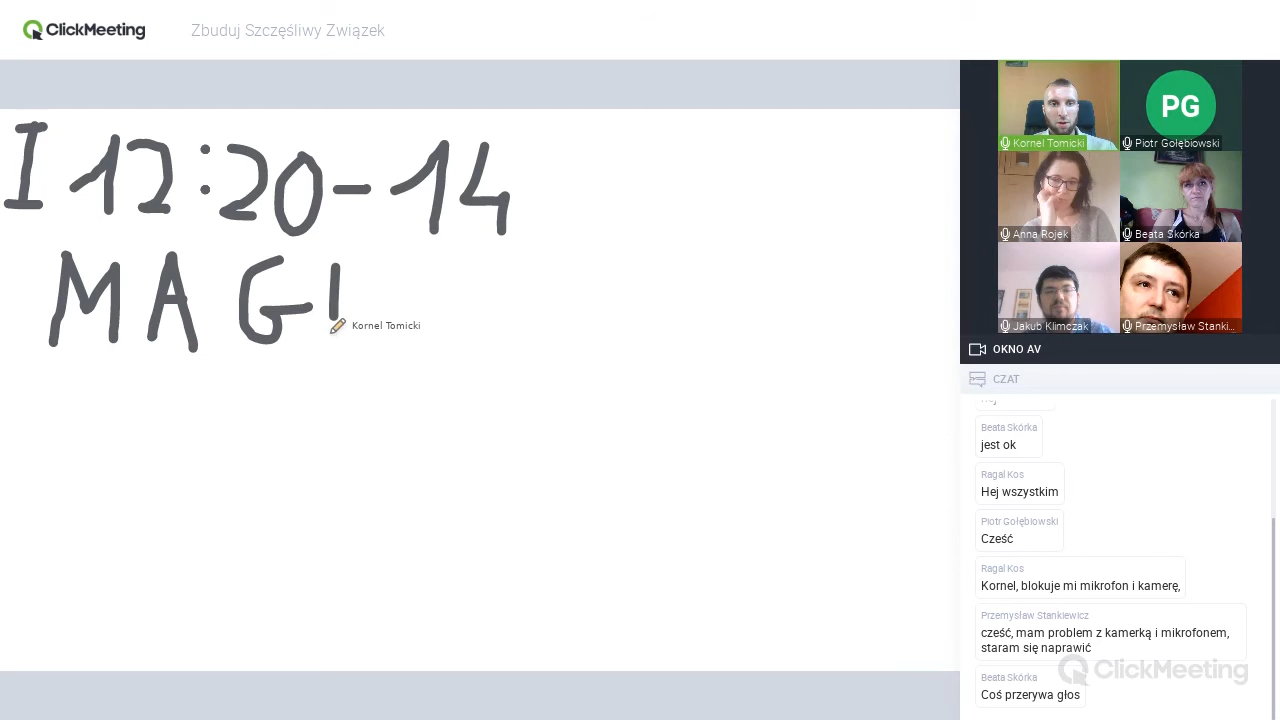 ClickMeeting
Zbuduj Szczęśliwy Związek
I 12:20-14
MAGI
Kornel Tomicki
Kornel Tomicki
PG
Piotr Gołębiowski
Anna Rojek
Beata Skórka
Jakub Klimczak
Przemysław Stanki...
OKNO AV
CZAT
Beata Skórka
jest ok
Ragal Kos
Hej wszystkim
Piotr Gołębiowski
Cześć
Ragal Kos
Kornel, blokuje mi mikrofon i kamerę,
Przemysław Stankiewicz
cześć, mam problem z kamerką i mikrofonem,
staram się naprawić
Beata Skórka
Coś przerywa głos
ClickMeeting